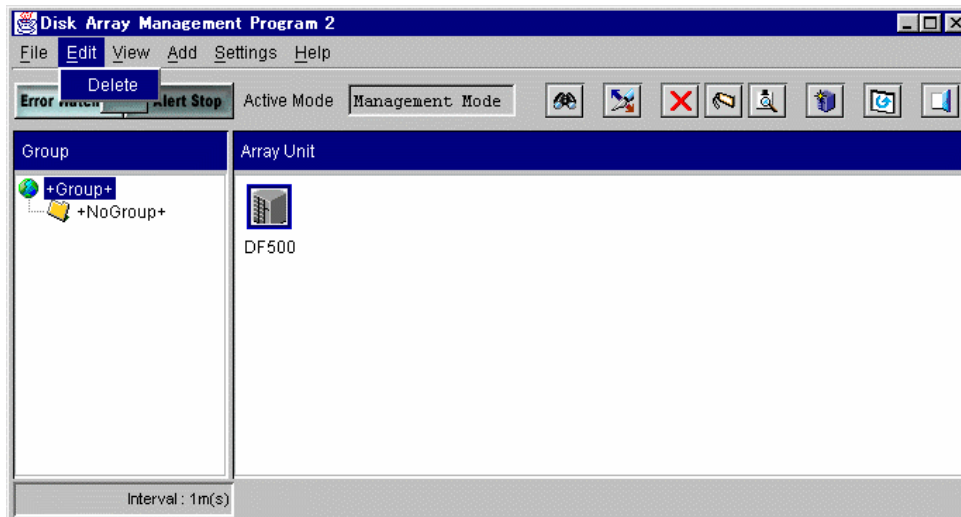 Disk Array Management Program 2
File Edit View Add Settings Help
Delete
Error Alert Stop Active Mode Management Mode
Group Array Unit
+Group+
+NoGroup+
DF500
Interval : 1m(s)